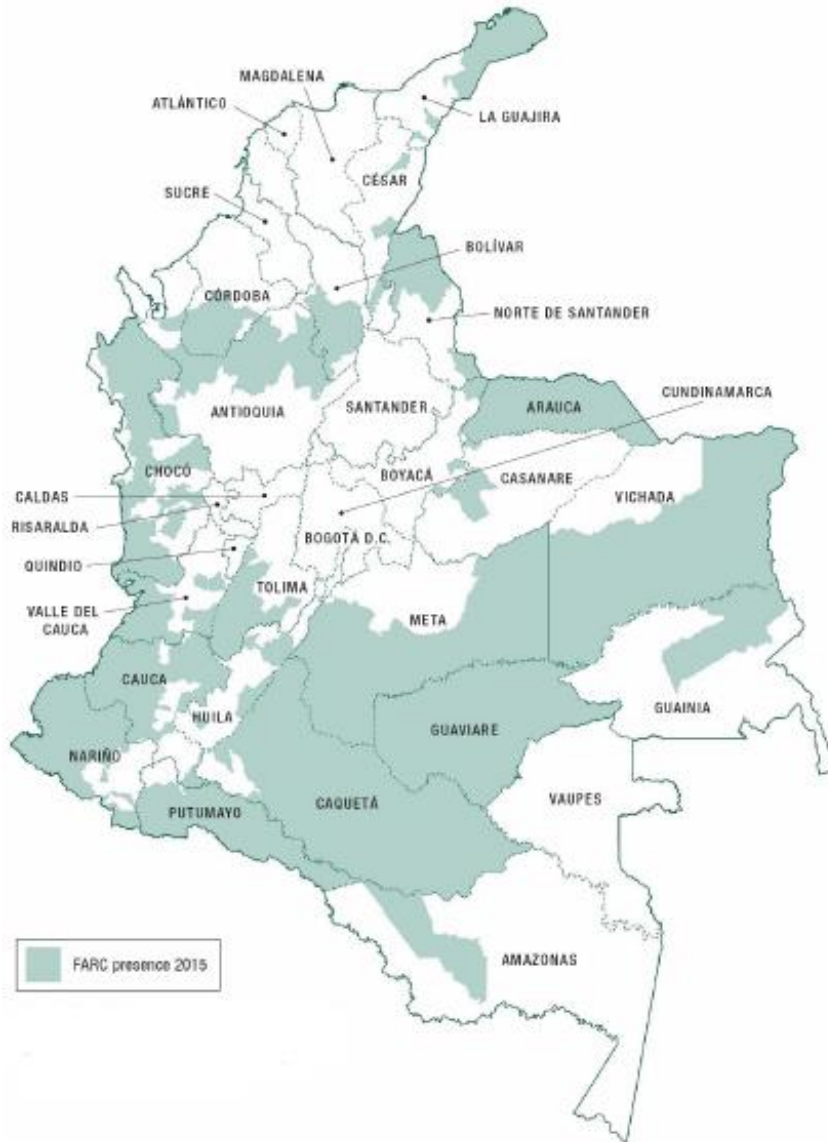 MAGDALENA
ATLÁNTICO
LA GUAJIRA
CÉSAR
SUCRE
BOLÍVAR
CÓRDOBA
NORTE DE SANTANDER
CUNDINAMARCA
ANTIOQUIA
SANTANDER
ARAUCA
CHOCÓ
BOYACÁ
CASANARE
CALDAS
VICHADA
RISARALDA
BOGOTÁ D.C.
QUINDIO
TOLIMA
VALLE DEL
CAUCA
META
CAUCA
GUAINIA
HUILA
GUAVIARE
NARIÑO
VAUPES
CAQUETÁ
PUTUMAYO
AMAZONAS
FARC presence 2015